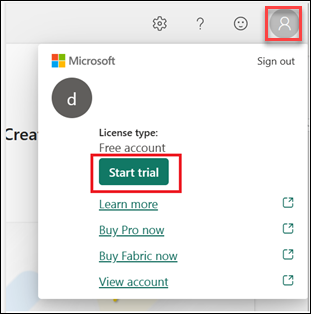 Microsoft
Sign out
d
Crea
License type:
Free account
Start trial
Learn more
Buy Pro now
Buy Fabric now
View account